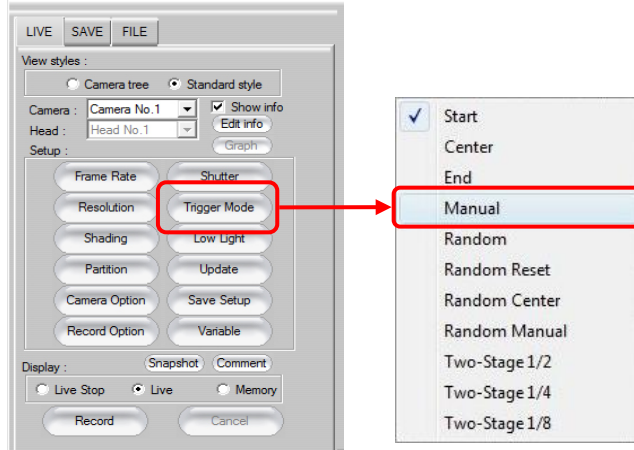 LIVE SAVE FILE
View styles :
Camera tree Standard style
Camera : Camera No.1 Show info
Head : Head No.1 Edit info
Setup : Graph
Frame Rate Shutter
Resolution Trigger Mode
Shading Low Light
Partition Update
Camera Option Save Setup
Record Option Variable
Display : Snapshot Comment
Live Stop Live Memory
Record Cancel
Start
Center
End
Manual
Random
Random Reset
Random Center
Random Manual
Two-Stage 1/2
Two-Stage 1/4
Two-Stage 1/8